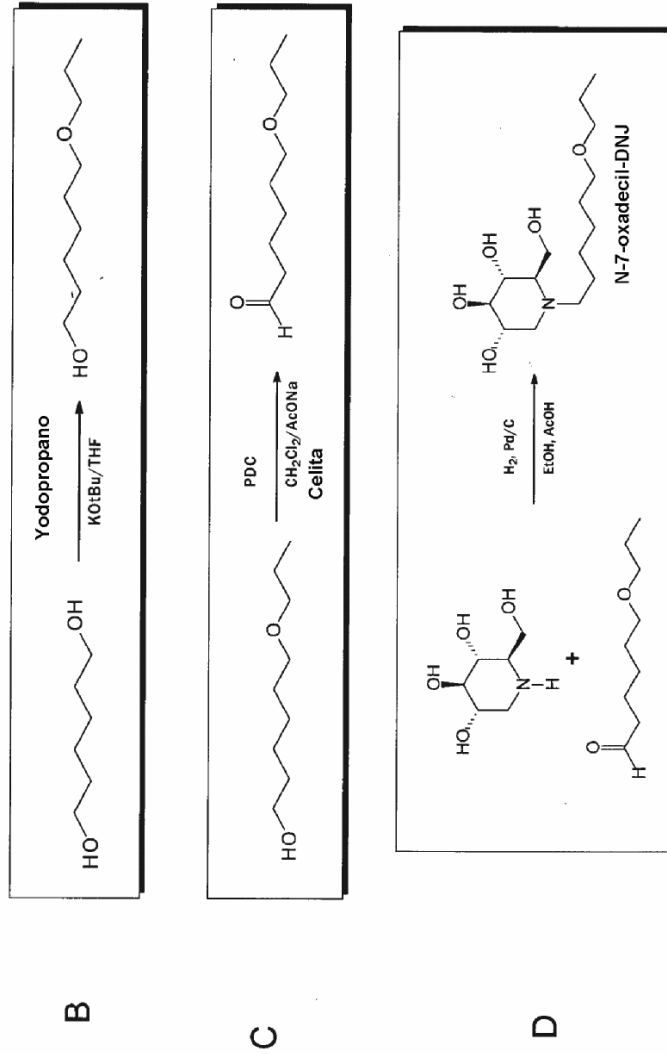 B
Yodopropano
HO
OH
KOtBu/THF
HO
O
C
HO
O
PDC
CH2Cl2/AcONa
Celita
O
H
O
D
OH
HO
OH
OH
N
H
+
O
H
O
H2, Pd/C
EtOH, AcOH
OH
HO
OH
OH
N
O
N-7-oxadecil-DNJ